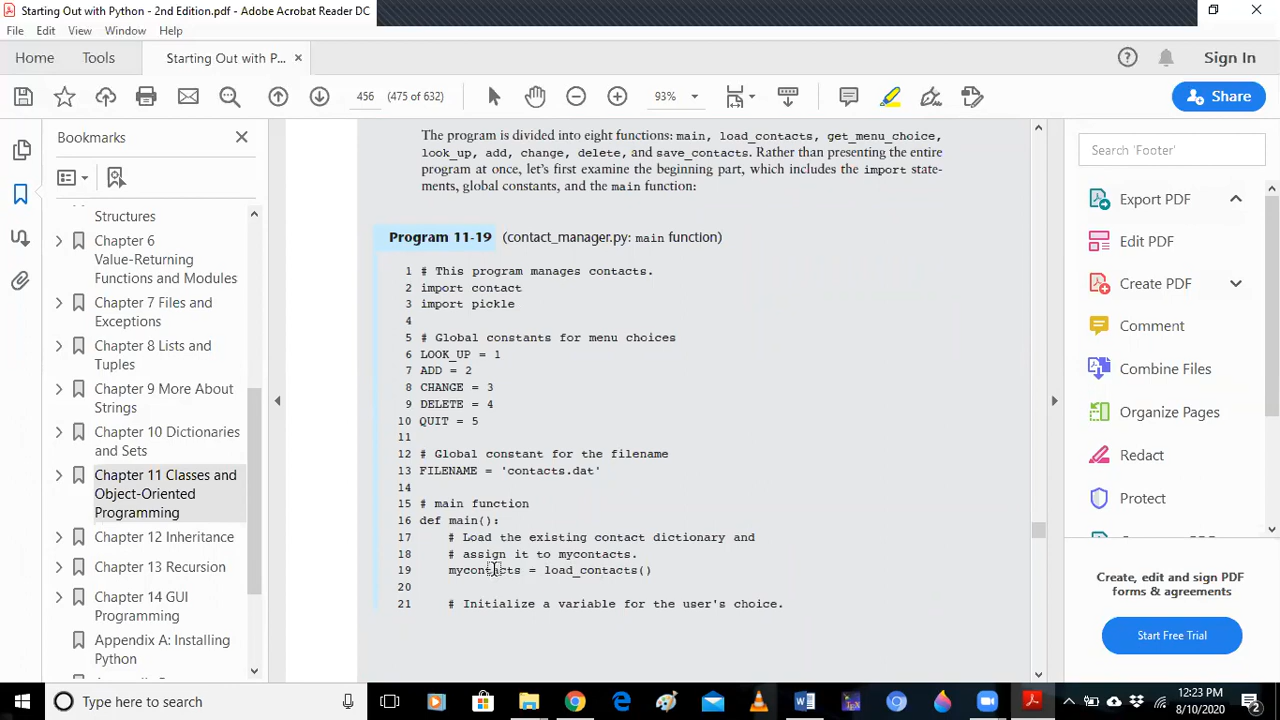 Starting Out with Python - 2nd Edition.pdf - Adobe Acrobat Reader DC
File Edit View Window Help
Home Tools Starting Out with P... × Sign In
456 (475 of 632) 93% Share
Bookmarks
Structures
Chapter 6
Value-Returning
Functions and Modules
Chapter 7 Files and
Exceptions
Chapter 8 Lists and
Tuples
Chapter 9 More About
Strings
Chapter 10 Dictionaries
and Sets
Chapter 11 Classes and
Object-Oriented
Programming
Chapter 12 Inheritance
Chapter 13 Recursion
Chapter 14 GUI
Programming
Appendix A: Installing
Python
The program is divided into eight functions: main, load_contacts, get_menu_choice,
look_up, add, change, delete, and save_contacts. Rather than presenting the entire
program at once, let's first examine the beginning part, which includes the import state-
ments, global constants, and the main function:
Program 11-19 (contact_manager.py: main function)
1 # This program manages contacts.
2 import contact
3 import pickle
4
5 # Global constants for menu choices
6 LOOK_UP = 1
7 ADD = 2
8 CHANGE = 3
9 DELETE = 4
10 QUIT = 5
11
12 # Global constant for the filename
13 FILENAME = 'contacts.dat'
14
15 # main function
16 def main():
17 # Load the existing contact dictionary and
18 # assign it to mycontacts.
19 mycontacts = load_contacts()
20
21 # Initialize a variable for the user's choice.
Search 'Footer'
Export PDF
Edit PDF
Create PDF
Comment
Combine Files
Organize Pages
Redact
Protect
Create, edit and sign PDF
forms & agreements
Start Free Trial
Type here to search
12:23 PM
8/10/2020
2